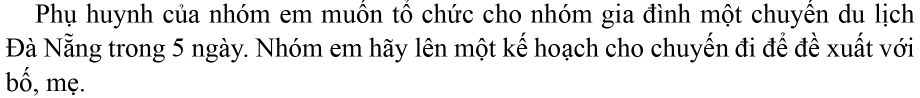 Phụ huynh của nhóm em muốn tổ chức cho nhóm gia đình một chuyến du lịch
Đà Nẵng trong 5 ngày. Nhóm em hãy lên một kế hoạch cho chuyến đi để đề xuất với
bố, mẹ.